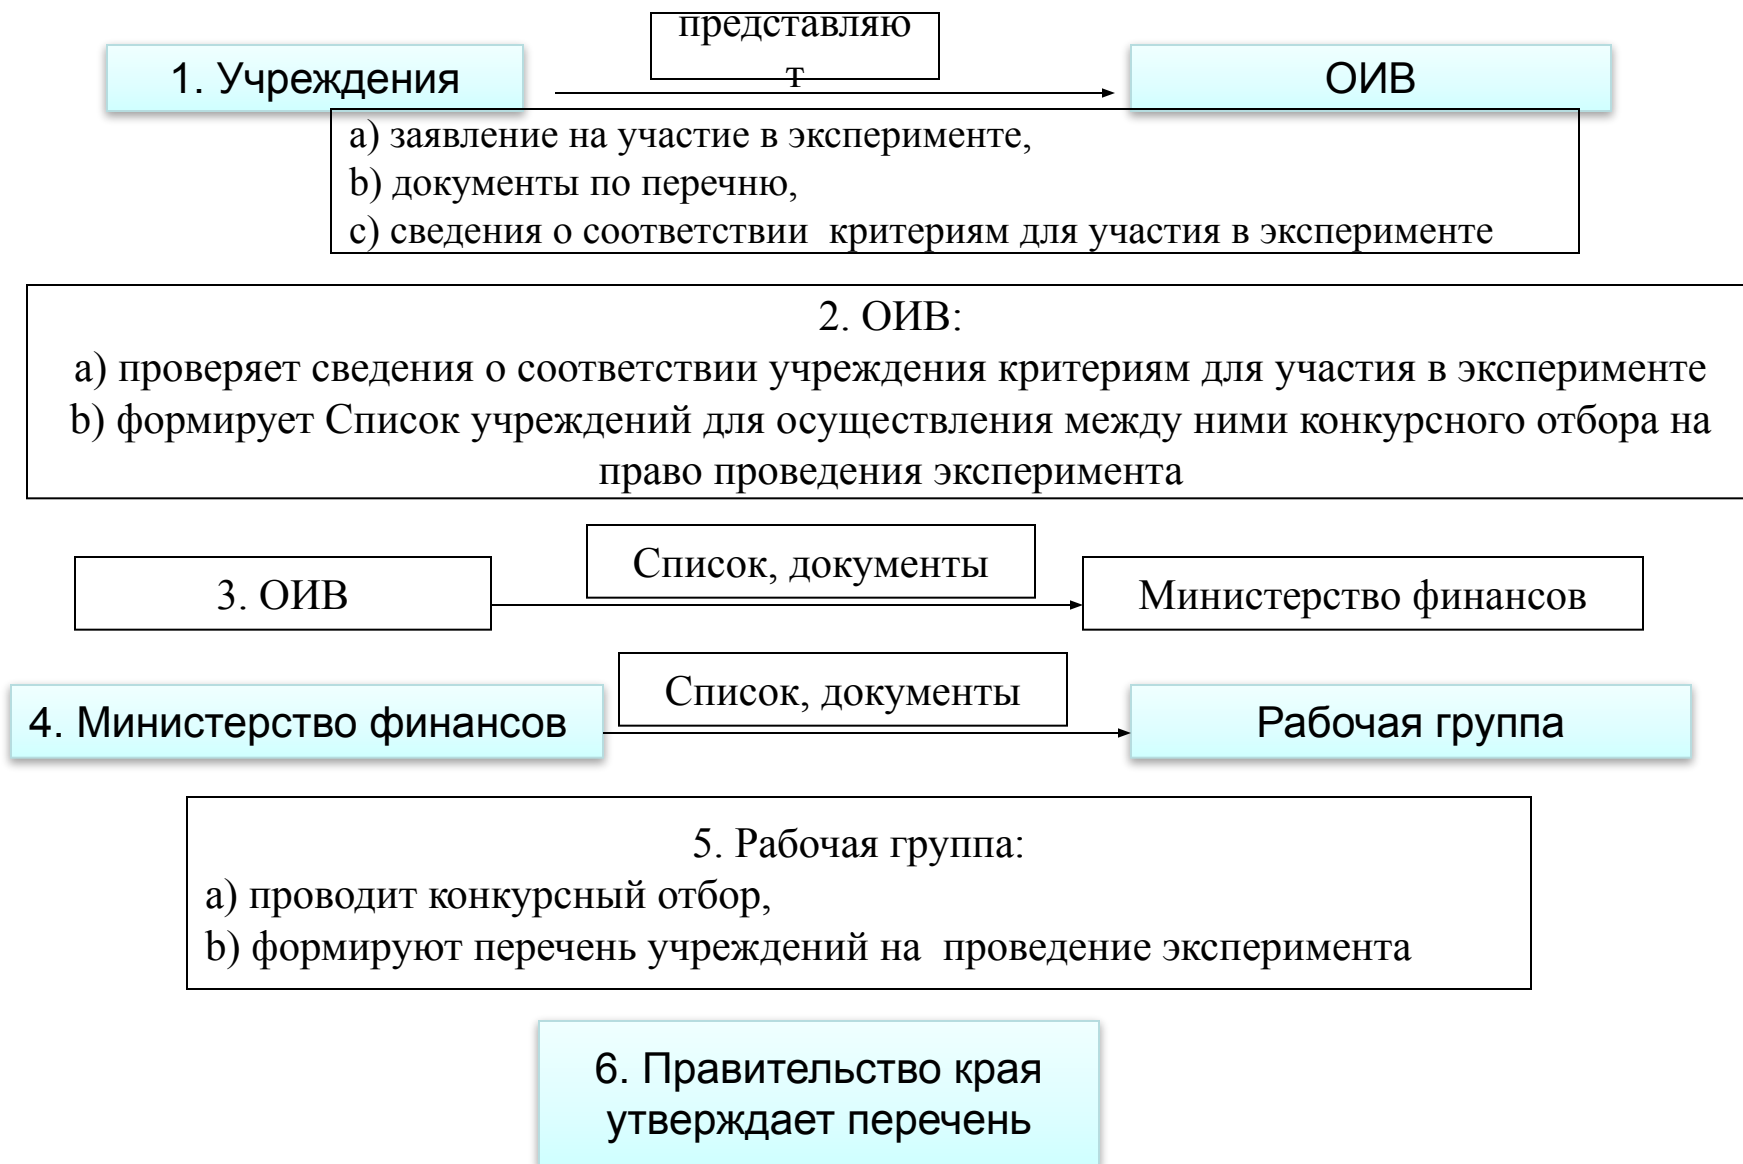 представляю
т
1. Учреждения
ОИВ
a) заявление на участие в эксперименте,
b) документы по перечню,
c) сведения о соответствии  критериям для участия в эксперименте
2. ОИВ:
a) проверяет сведения о соответствии учреждения критериям для участия в эксперименте
b) формирует Список учреждений для осуществления между ними конкурсного отбора на
право проведения эксперимента
Список, документы
3. ОИВ
Министерство финансов
Список, документы
4. Министерство финансов
Рабочая группа
5. Рабочая группа:
a) проводит конкурсный отбор,
b) формируют перечень учреждений на  проведение эксперимента
6. Правительство края
утверждает перечень